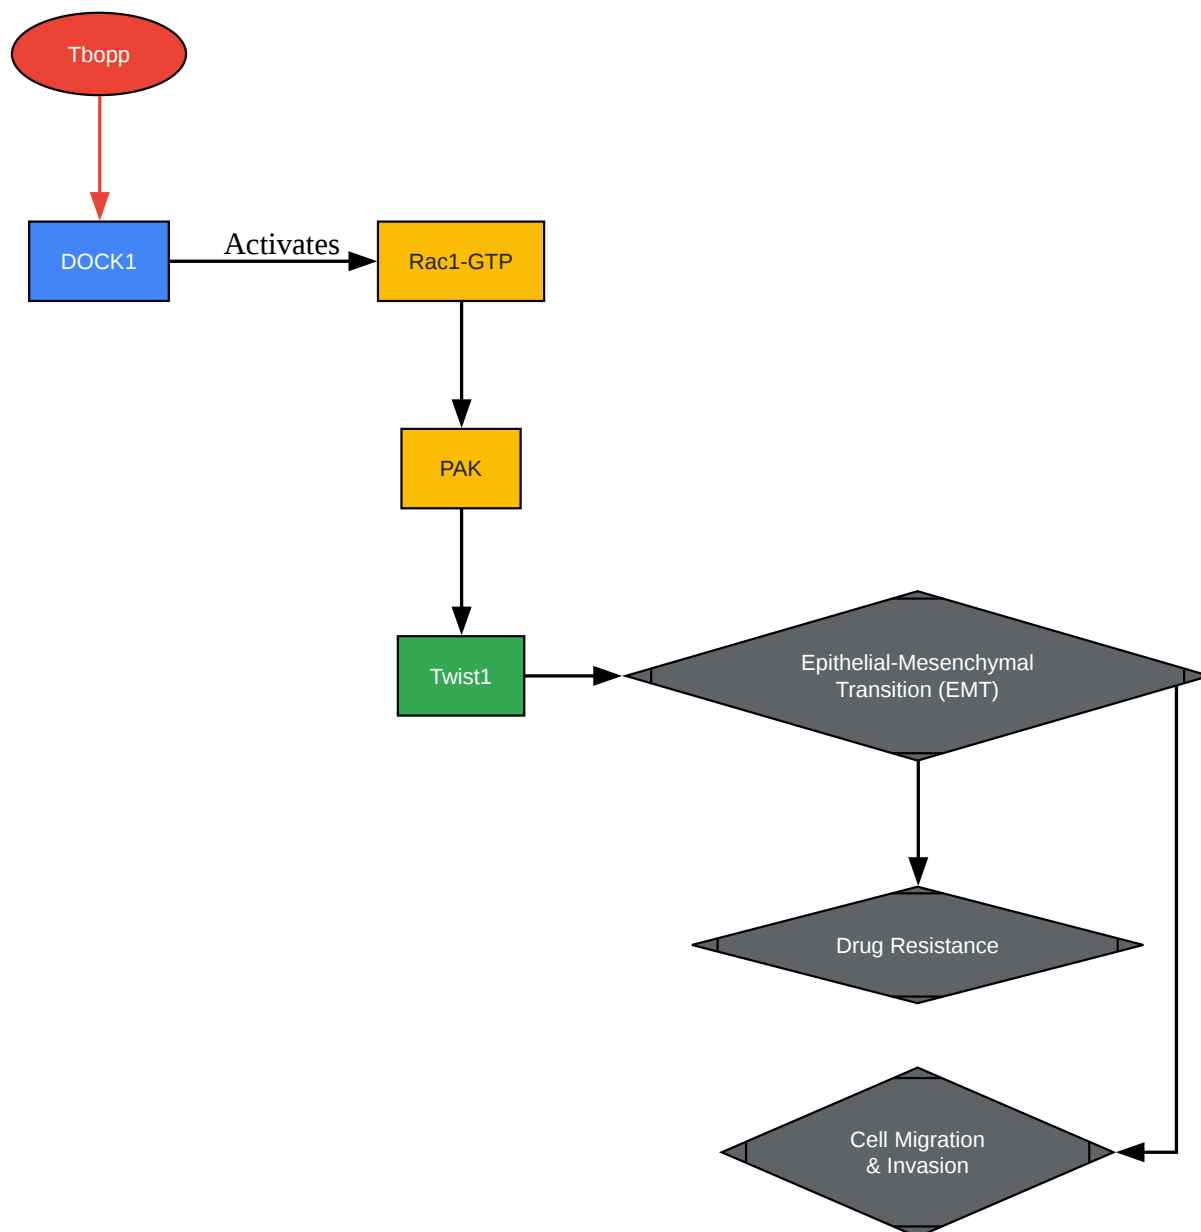 Tbopp
DOCK1
Activates
Rac1-GTP
PAK
Twist1
Epithelial-Mesenchymal
Transition (EMT)
Drug Resistance
Cell Migration
& Invasion